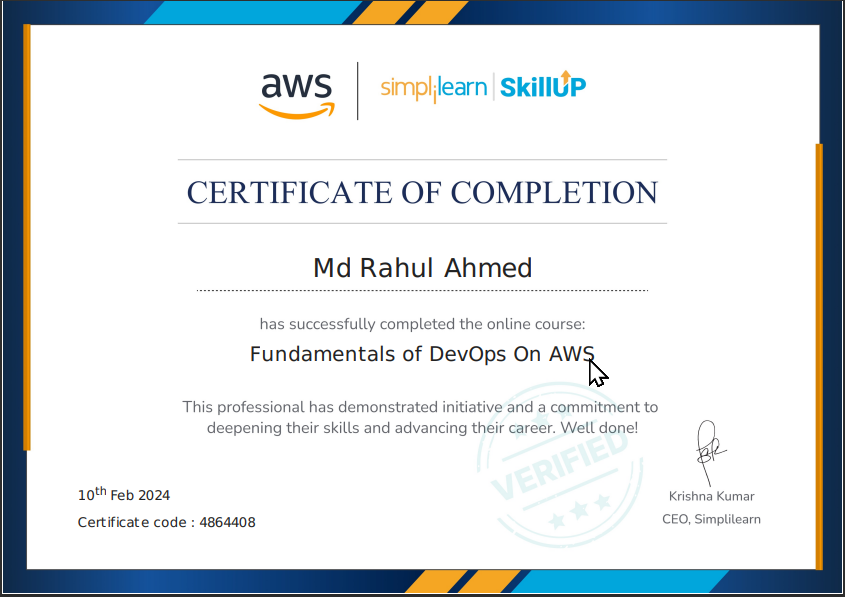 aws
simplilearn | SkillUP
CERTIFICATE OF COMPLETION
Md Rahul Ahmed
has successfully completed the online course:
Fundamentals of DevOps On AWS
This professional has demonstrated initiative and a commitment to
deepening their skills and advancing their career. Well done!
VERIFIED
10th Feb 2024
Certificate code : 4864408
Krishna Kumar
CEO, Simplilearn